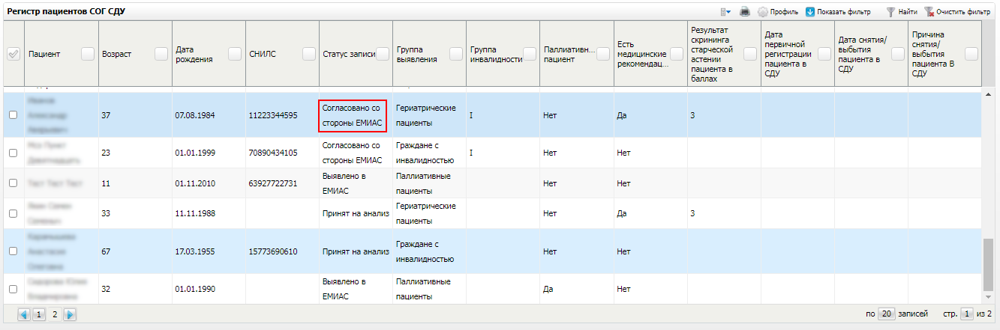 Регистр пациентов СОГ СДУ
Профиль Показать фильтр Найти Очистить фильтр
Пациент
Возраст
Дата
рождения
СНИЛС
Статус записи
Группа
выявления
Группа
инвалидности
Паллиативн...
пациент
Есть
медицинские
рекомендац...
Результат
скрининга
старческой
астении
пациента в
баллах
Дата
первичной
регистрации
пациента в
СДУ
Дата снятия/
выбытия
пациента в
СДУ
Причина
снятия/
выбытия
пациента В
СДУ
37 07.08.1984 11223344595
Согласовано со
стороны ЕМИАС
Гериатрические
пациенты
I Нет Да 3
23 01.01.1999 70890434105
Согласовано со
стороны ЕМИАС
Граждане с
инвалидностью
I Нет Нет
11 01.11.2010 63927722731
Выявлено в
ЕМИАС
Паллиативные
пациенты
Нет Нет
33 11.11.1988 Принят на анализ
Гериатрические
пациенты
Нет Да 3
67 17.03.1955 15773690610 Принят на анализ
Граждане с
инвалидностью
Нет Нет
32 01.01.1990
Выявлено в
ЕМИАС
Паллиативные
пациенты
Да Нет
1 2 по 20 записей стр. 1 из 2